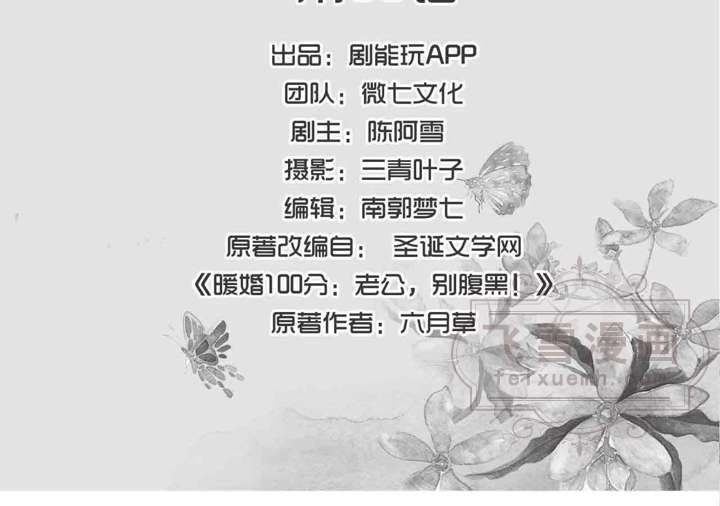 出品：剧能玩APP
团队：微七文化
剧主：陈阿雪
摄影：三青叶子
编辑：南郭梦七
原著改编自： 圣诞文学网
《暖婚100分：老公，别腹黑！》
原著作者：六月草
飞雪漫画
feixuemh.com